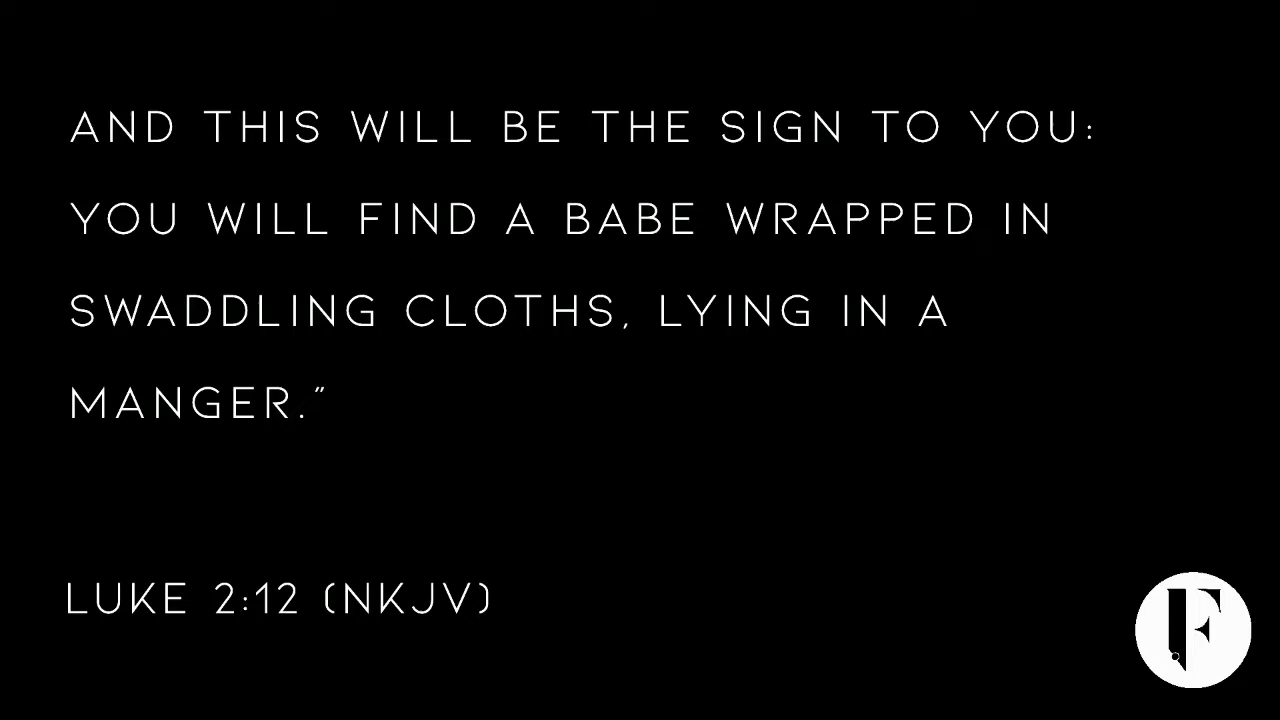 AND THIS WILL BE THE SIGN TO YOU:
YOU WILL FIND A BABE WRAPPED IN
SWADDLING CLOTHS, LYING IN A
MANGER.”
LUKE 2:12 (NKJV)
F